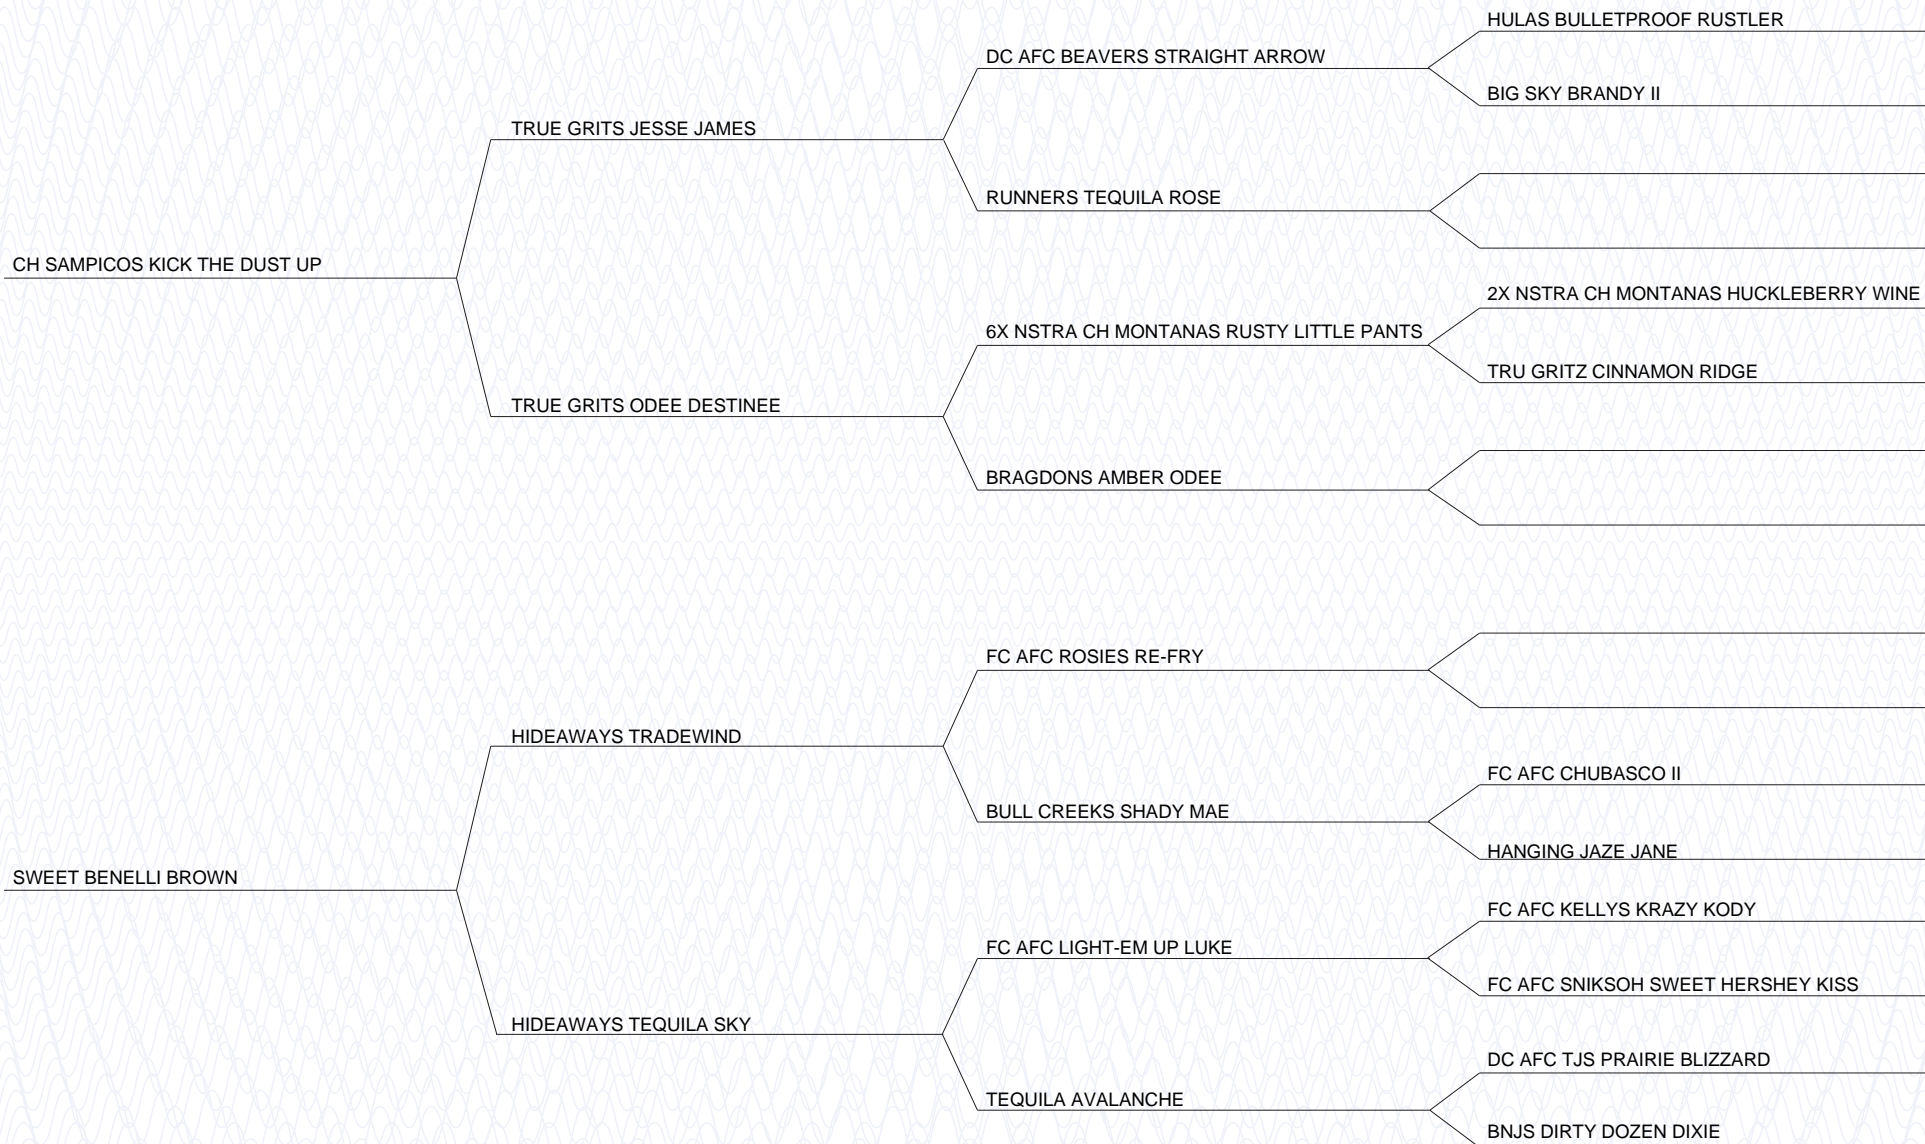 HULAS BULLETPROOF RUSTLER
DC AFC BEAVERS STRAIGHT ARROW
BIG SKY BRANDY II
TRUE GRITS JESSE JAMES
RUNNERS TEQUILA ROSE
CH SAMPICOS KICK THE DUST UP
2X NSTRA CH MONTANAS HUCKLEBERRY WINE
6X NSTRA CH MONTANAS RUSTY LITTLE PANTS
TRU GRITZ CINNAMON RIDGE
TRUE GRITS ODEE DESTINEE
BRAGDONS AMBER ODEE
FC AFC ROSIES RE-FRY
HIDEAWAYS TRADEWIND
FC AFC CHUBASCO II
BULL CREEKS SHADY MAE
HANGING JAZE JANE
SWEET BENELLI BROWN
FC AFC KELLYS KRAZY KODY
FC AFC LIGHT-EM UP LUKE
FC AFC SNIKSOH SWEET HERSHEY KISS
HIDEAWAYS TEQUILA SKY
DC AFC TJS PRAIRIE BLIZZARD
TEQUILA AVALANCHE
BNJS DIRTY DOZEN DIXIE